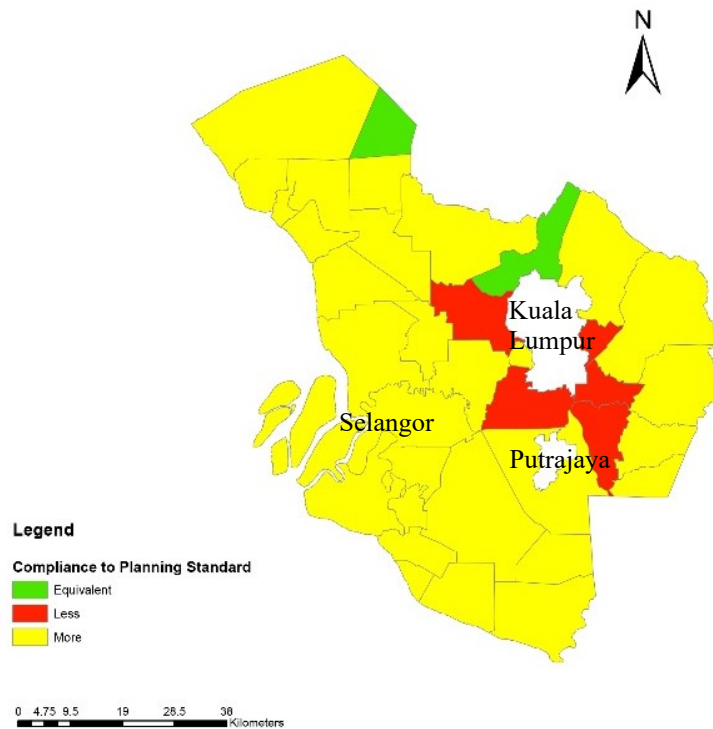 N
Kuala
Lumpur
Selangor
Putrajaya
Legend
Compliance to Planning Standard
Equivalent
Less
More
0 4.75 9.5 19 28.5 38
Kilometers